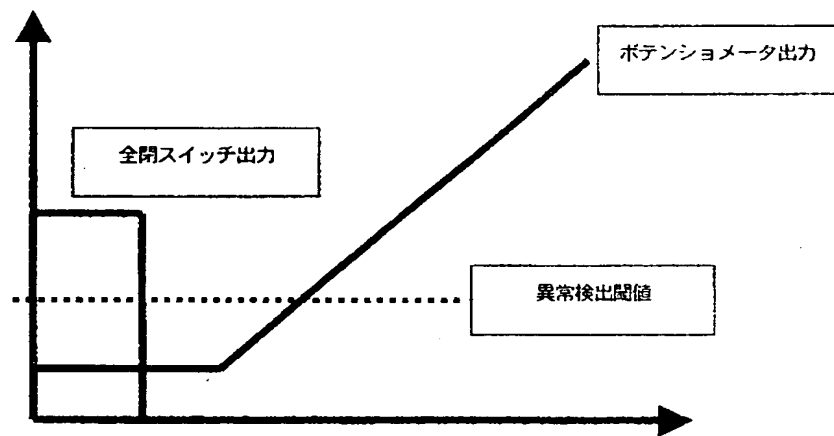 ボテンショメータ出力
全閉スイッチ出力
異常検出閾値